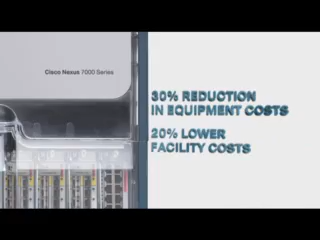 Cisco Nexus 7000 Series
30% REDUCTION
IN EQUIPMENT COSTS
20% LOWER
FACILITY COSTS